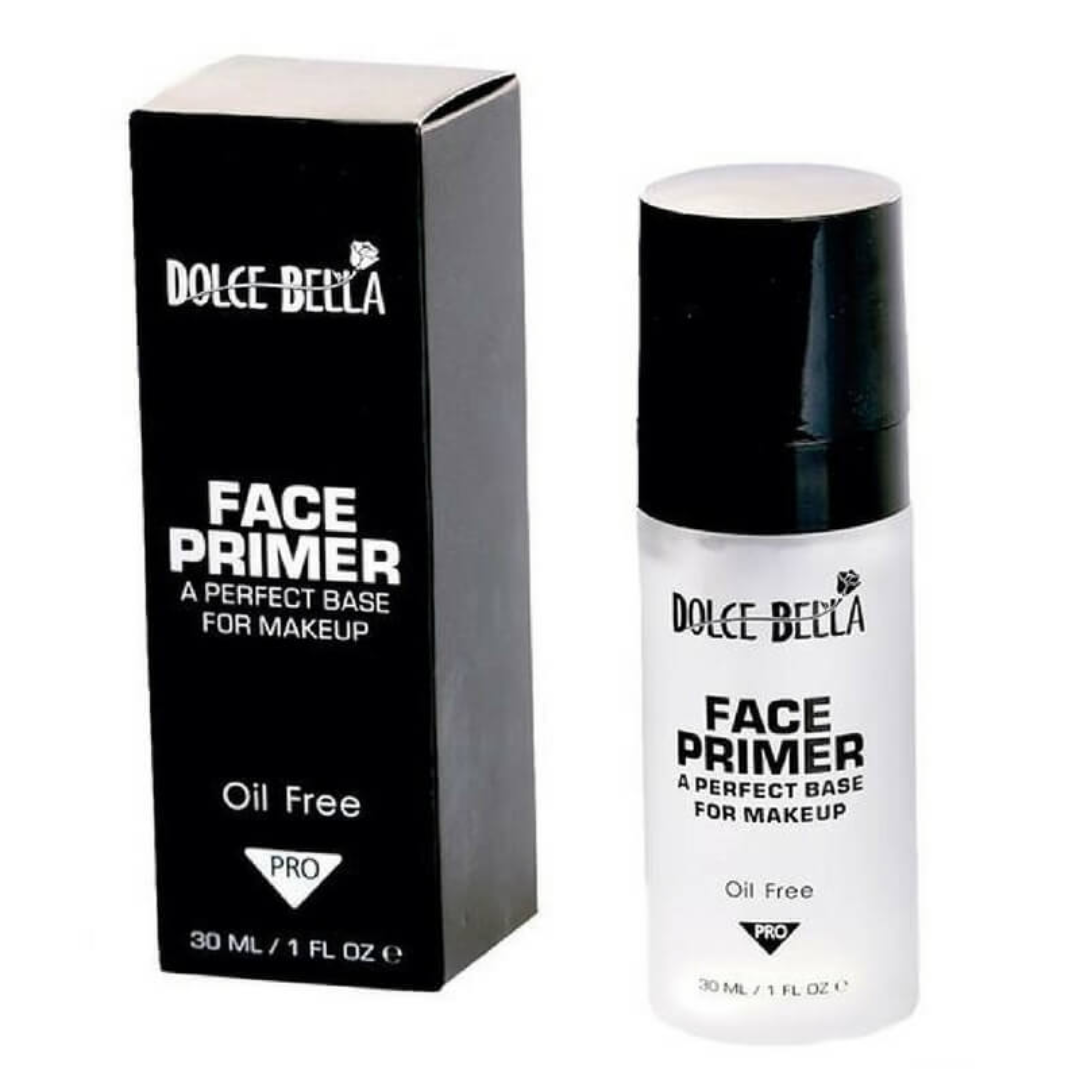 DOLCE BELLA
FACE
PRIMER
A PERFECT BASE
FOR MAKEUP
Oil Free
PRO
30 ML / 1 FL OZ ℮
DOLCE BELLA
FACE
PRIMER
A PERFECT BASE
FOR MAKEUP
Oil Free
PRO
30 ML / 1 FL OZ ℮